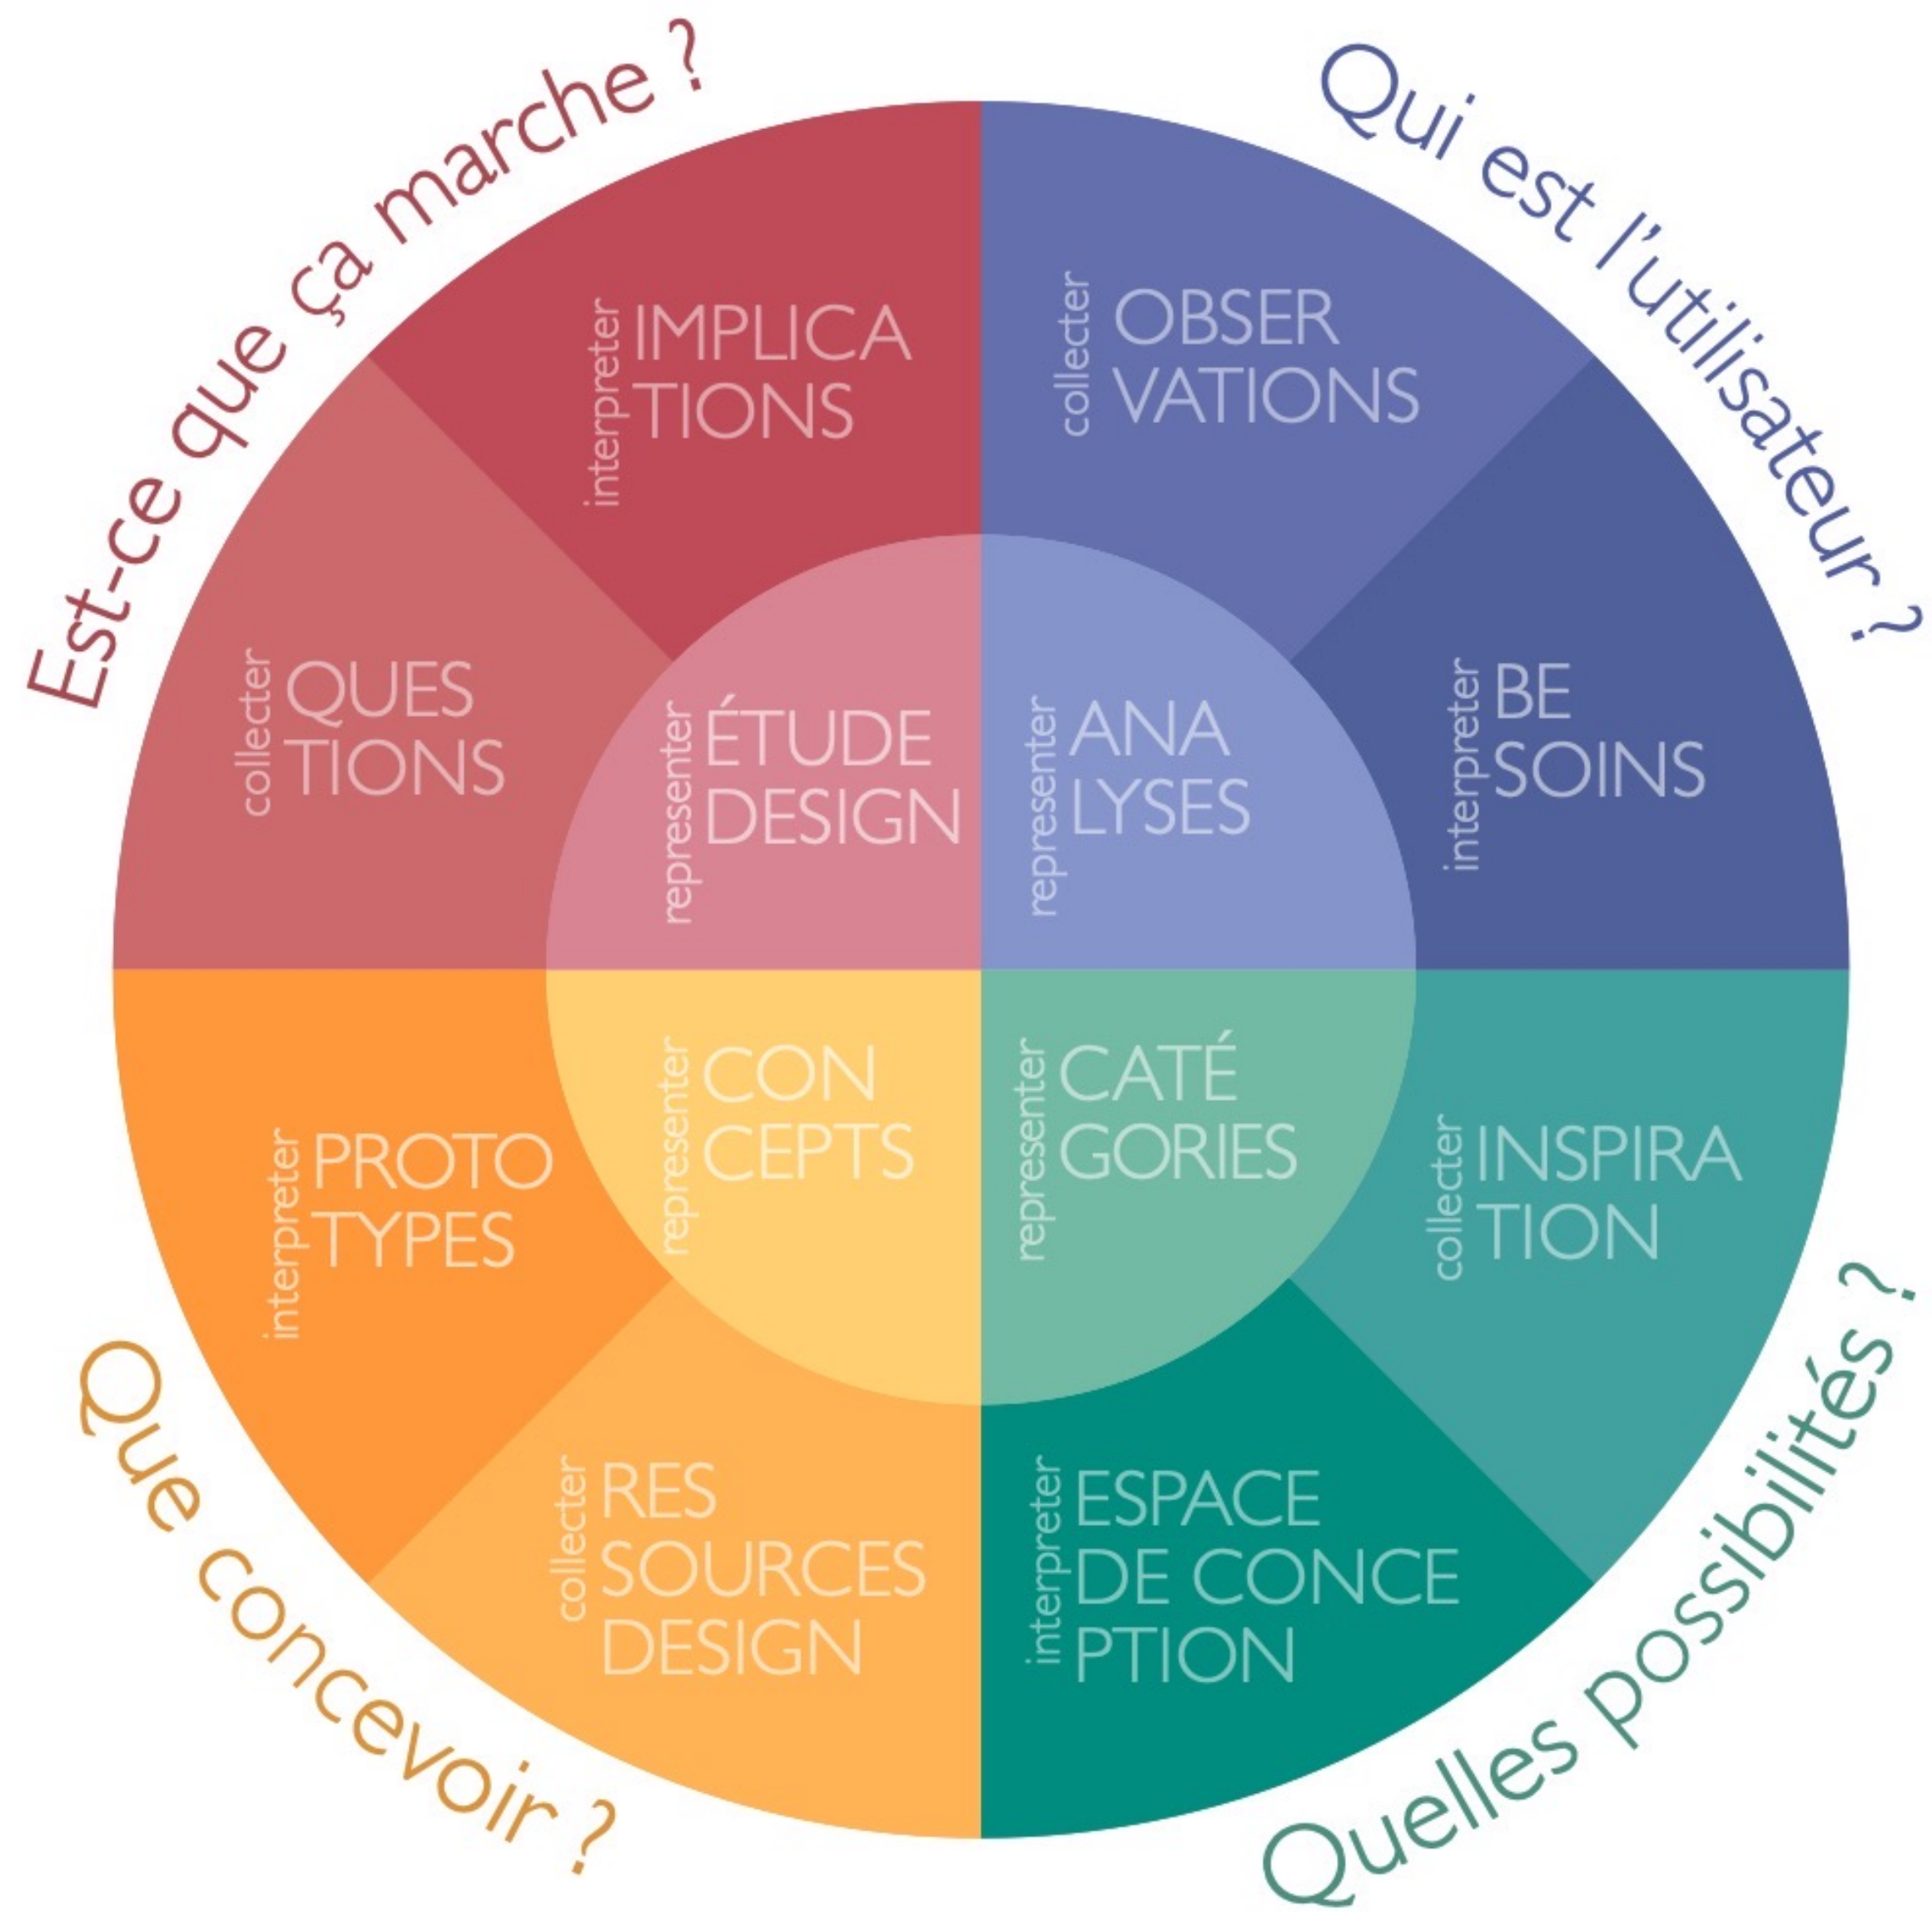 Est-ce que ça marche ?
Qui est l'utilisateur ?
interpreter
IMPLICA
TIONS
collecter
OBSER
VATIONS
collecter
QUES
TIONS
representer
ÉTUDE
DESIGN
representer
ANA
LYSES
interpreter
BE
SOINS
interpreter
PROTO
TYPES
representer
CON
CEPTS
representer
CATÉ
GORIES
collecter
INSPIRA
TION
collecter
RES
SOURCES
DESIGN
interpreter
ESPACE
DE CONCE
PTION
Que concevoir ?
Quelles possibilités ?